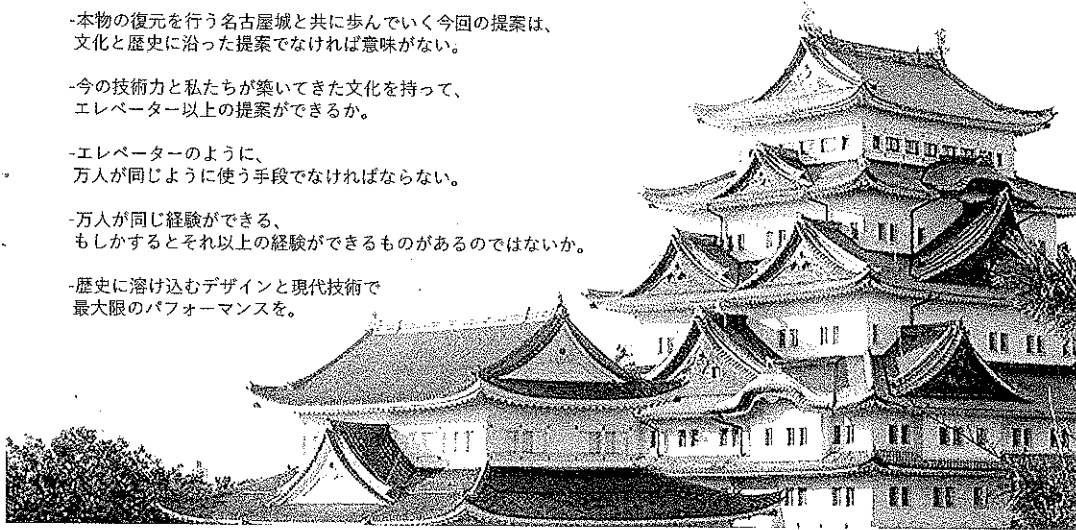 -本物の復元を行う名古屋城と共に歩んでいく今回の提案は、
文化と歴史に沿った提案でなければ意味がない。
-今の技術力と私たちが築いてきた文化を持って、
エレベーター以上の提案ができるか。
-エレベーターのように、
万人が同じように使う手段でなければならない。
-万人が同じ経験ができる、
もしかするとそれ以上の経験ができるものがあるのではないか。
-歴史に溶け込むデザインと現代技術で
最大限のパフォーマンスを。